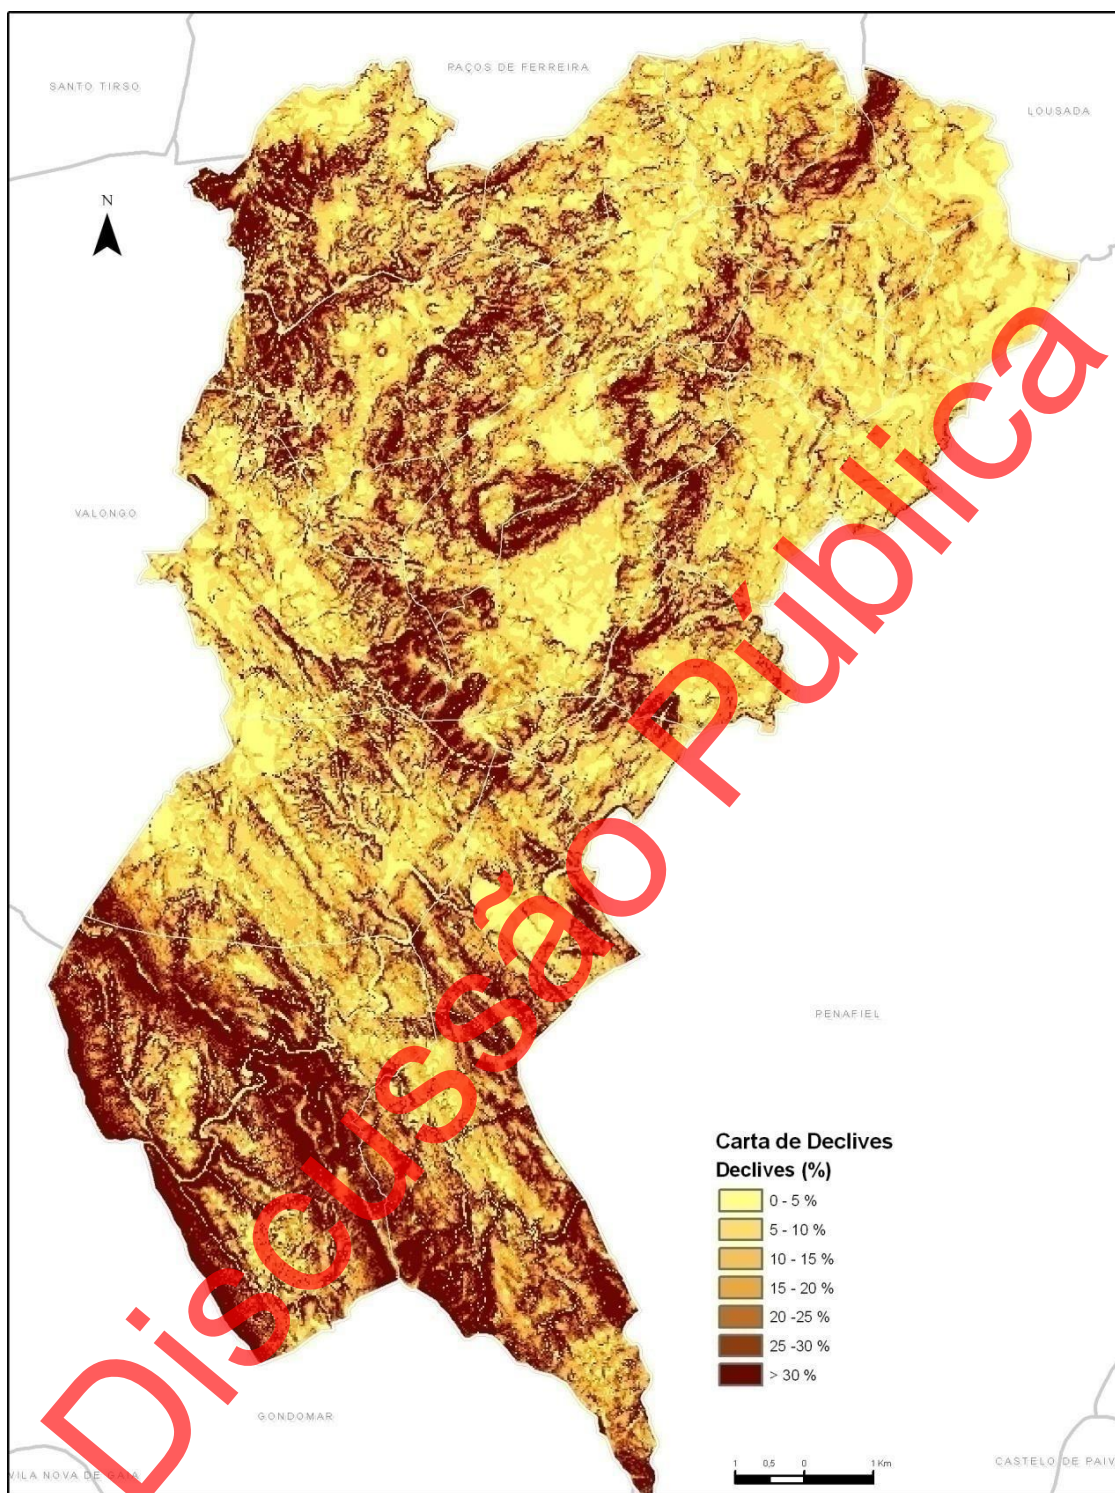 PAÇOS DE FERREIRA
SANTO TIRSO
LOUSADA
N
VALONGO
PENAFIEL
Discussão Pública
Carta de Declives
Declives (%)
0 - 5 %
5 - 10 %
10 - 15 %
15 - 20 %
20 -25 %
25 -30 %
> 30 %
GONDOMAR
VILA NOVA DE GAIA
CASTELO DE PAIV
1 0,5 0 1 Km